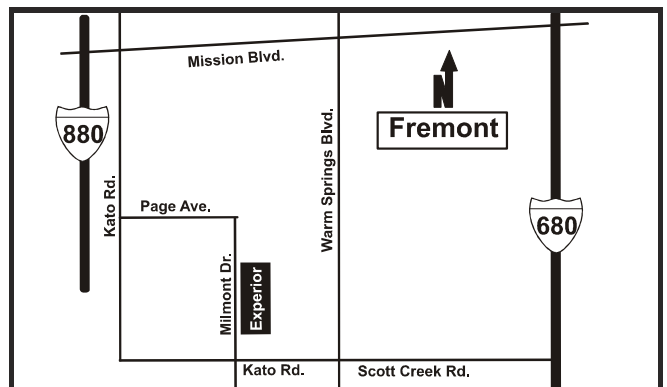 Mission Blvd.
N
880
Fremont
Warm Springs Blvd.
Kato Rd.
Page Ave.
680
Milmont Dr.
Experior
Kato Rd.
Scott Creek Rd.